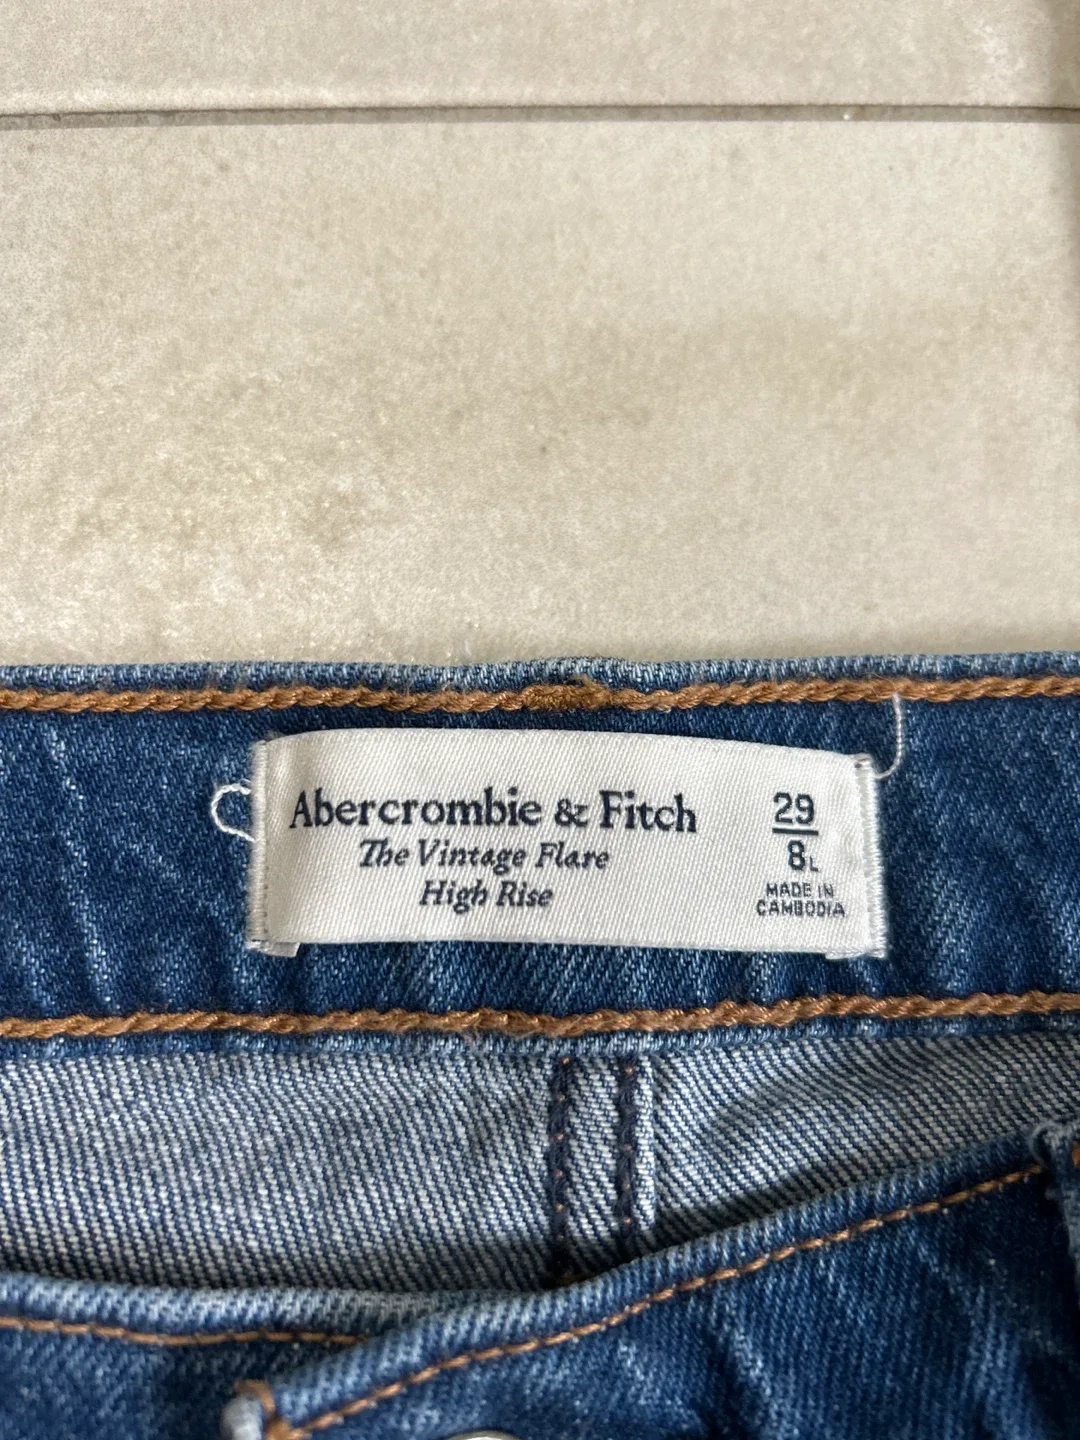 Abercrombie & Fitch
The Vintage Flare
High Rise
29
8L
MADE IN
CAMBODIA